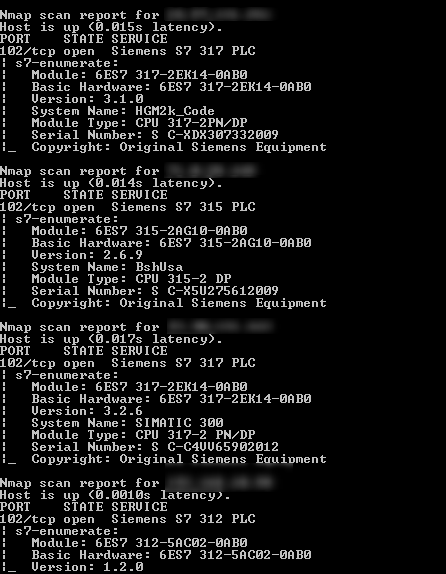 Nmap scan report for
Host is up (0.015s latency).
PORT    STATE SERVICE
102/tcp open  Siemens S7 317 PLC
| s7-enumerate:
|   Module: 6ES7 317-2EK14-0AB0
|   Basic Hardware: 6ES7 317-2EK14-0AB0
|   Version: 3.1.0
|   System Name: HGM2k_Code
|   Module Type: CPU 317-2PN/DP
|   Serial Number: S C-XDX307332009
|_  Copyright: Original Siemens Equipment
Nmap scan report for
Host is up (0.014s latency).
PORT    STATE SERVICE
102/tcp open  Siemens S7 315 PLC
| s7-enumerate:
|   Module: 6ES7 315-2AG10-0AB0
|   Basic Hardware: 6ES7 315-2AG10-0AB0
|   Version: 2.6.9
|   System Name: BshUsa
|   Module Type: CPU 315-2 DP
|   Serial Number: S C-X5U275612009
|_  Copyright: Original Siemens Equipment
Nmap scan report for
Host is up (0.017s latency).
PORT    STATE SERVICE
102/tcp open  Siemens S7 317 PLC
| s7-enumerate:
|   Module: 6ES7 317-2EK14-0AB0
|   Basic Hardware: 6ES7 317-2EK14-0AB0
|   Version: 3.2.6
|   System Name: SIMATIC 300
|   Module Type: CPU 317-2 PN/DP
|   Serial Number: S C-C4VU65902012
|_  Copyright: Original Siemens Equipment
Nmap scan report for
Host is up (0.0010s latency).
PORT    STATE SERVICE
102/tcp open  Siemens S7 312 PLC
| s7-enumerate:
|   Module: 6ES7 312-5AC02-0AB0
|   Basic Hardware: 6ES7 312-5AC02-0AB0
|_  Version: 1.2.0